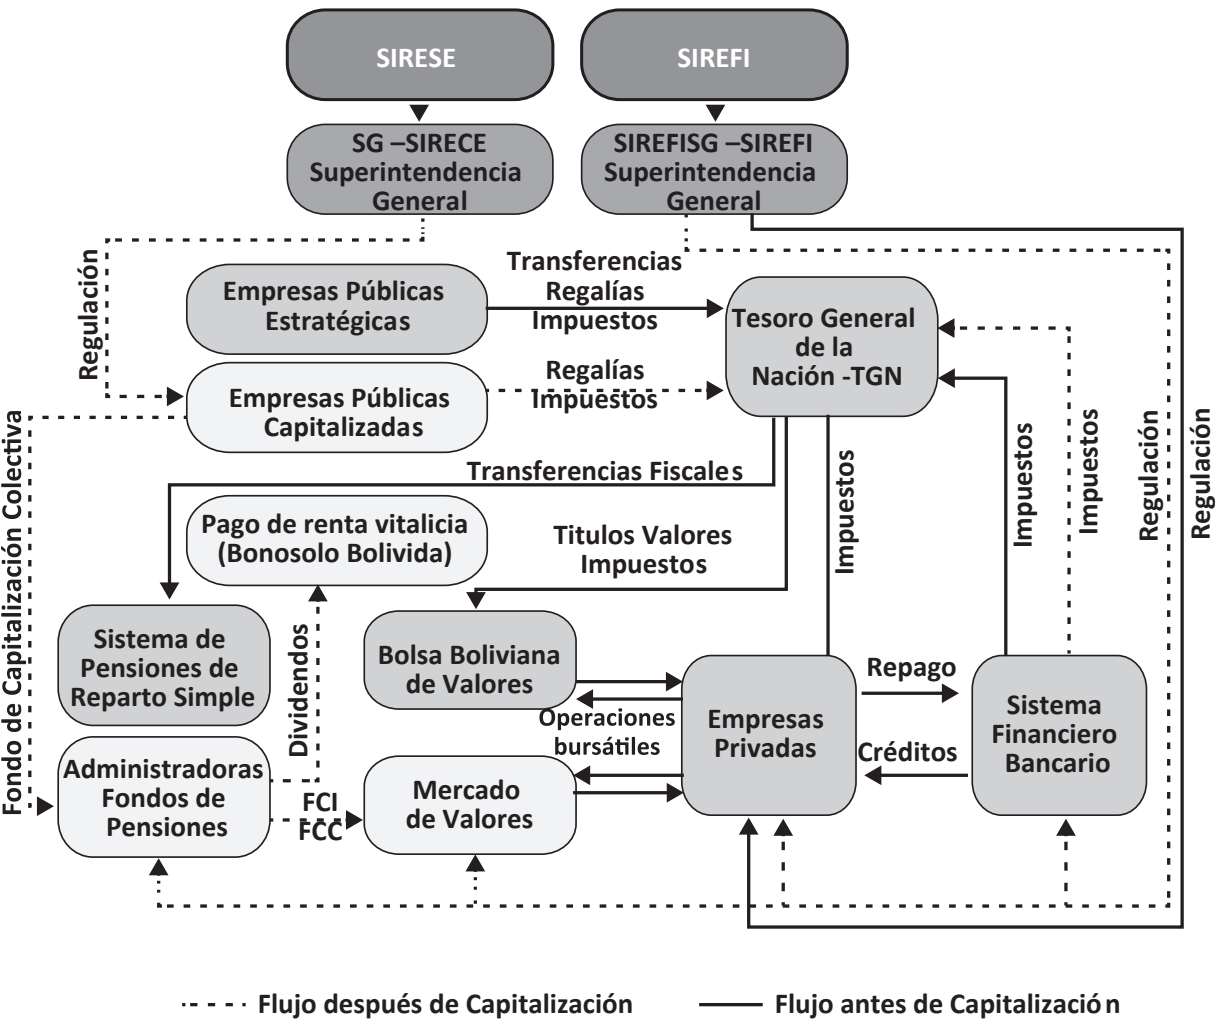 SIRESE
SIREFI
SG –SIRECE
Superintendencia
General
SIREFISG –SIREFI
Superintendencia
General
Regulación
Empresas Públicas
Estratégicas
Transferencias
Regalías
Impuestos
Tesoro General
de la
Nación -TGN
Empresas Públicas
Capitalizadas
Regalías
Impuestos
Fondo de Capitalización Colectiva
Transferencias Fiscales
Impuestos
Impuestos
Impuestos
Regulación
Regulación
Pago de renta vitalicia
(Bonosolo Bolivida)
Titulos Valores
Impuestos
Sistema de
Pensiones de
Reparto Simple
Dividendos
Bolsa Boliviana
de Valores
Operaciones
bursátiles
Empresas
Privadas
Repago
Créditos
Sistema
Financiero
Bancario
Administradoras
Fondos de
Pensiones
FCI
FCC
Mercado
de Valores
Flujo después de Capitalización
Flujo antes de Capitalización